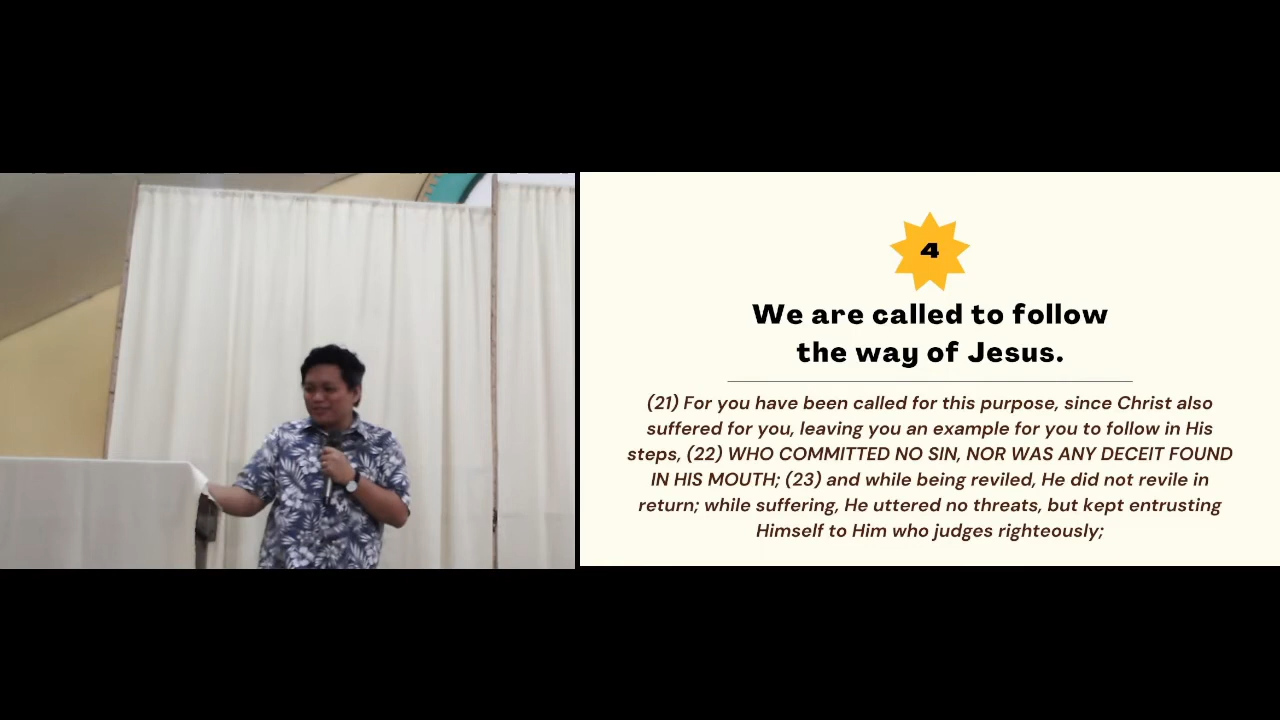 4
We are called to follow
the way of Jesus.
(21) For you have been called for this purpose, since Christ also
suffered for you, leaving you an example for you to follow in His
steps, (22) WHO COMMITTED NO SIN, NOR WAS ANY DECEIT FOUND
IN HIS MOUTH; (23) and while being reviled, He did not revile in
return; while suffering, He uttered no threats, but kept entrusting
Himself to Him who judges righteously;